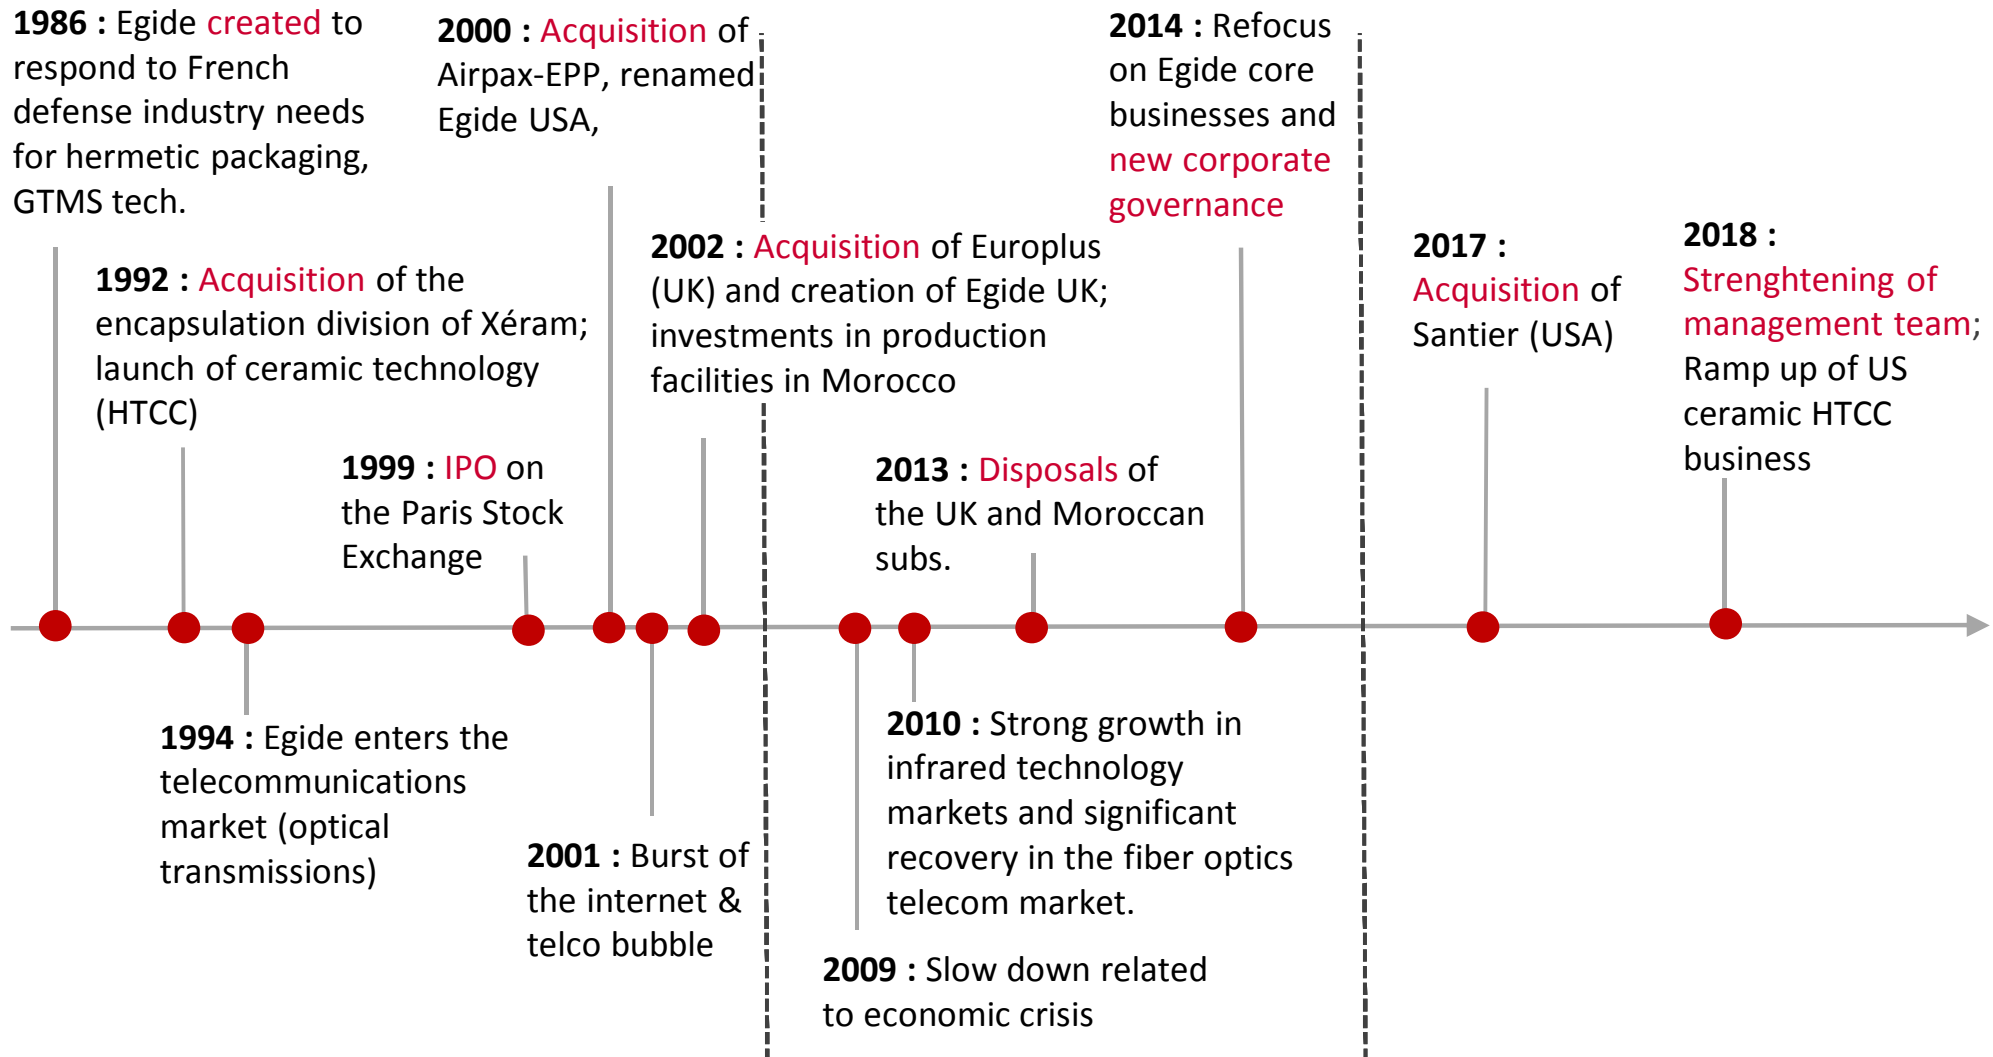 1986 : Egide created to
respond to French
defense industry needs
for hermetic packaging,
GTMS tech.
1992 : Acquisition of the
encapsulation division of Xéram;
launch of ceramic technology
(HTCC)
1994 : Egide enters the
telecommunications
market (optical
transmissions)
1999 : IPO on
the Paris Stock
Exchange
2000 : Acquisition of
Airpax-EPP, renamed
Egide USA,
2001 : Burst of
the internet &
telco bubble
2002 : Acquisition of Europlus
(UK) and creation of Egide UK;
investments in production
facilities in Morocco
2009 : Slow down related
to economic crisis
2010 : Strong growth in
infrared technology
markets and significant
recovery in the fiber optics
telecom market.
2013 : Disposals of
the UK and Moroccan
subs.
2014 : Refocus
on Egide core
businesses and
new corporate
governance
2017 :
Acquisition of
Santier (USA)
2018 :
Strenghtening of
management team;
Ramp up of US
ceramic HTCC
business